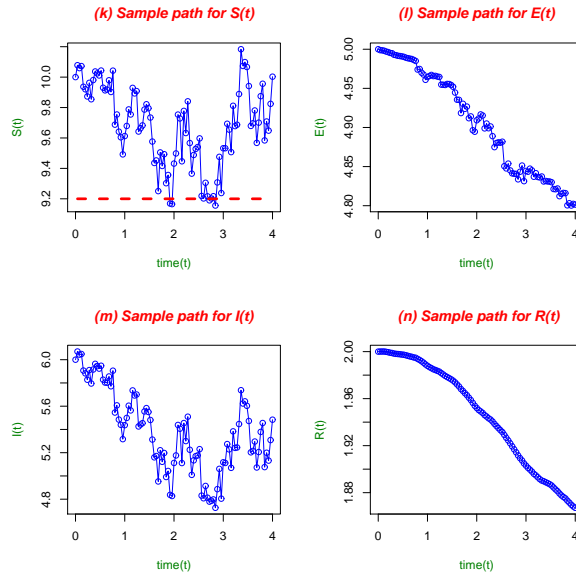 (k) Sample path for S(t)
S(t)
10.0
9.8
9.6
9.4
9.2
0 1 2 3 4
time(t)
(l) Sample path for E(t)
E(t)
5.00
4.95
4.90
4.85
4.80
0 1 2 3 4
time(t)
(m) Sample path for I(t)
I(t)
6.0
5.6
5.2
4.8
0 1 2 3 4
time(t)
(n) Sample path for R(t)
R(t)
2.00
1.96
1.92
1.88
0 1 2 3 4
time(t)